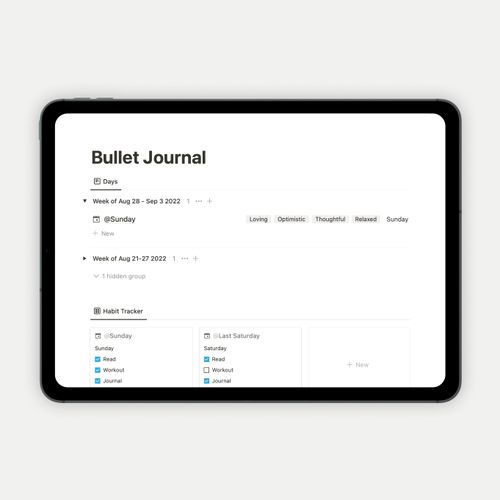 Bullet Journal
Days
Week of Aug 28 - Sep 3 2022 1 ... +
@Sunday Loving Optimistic Thoughtful Relaxed Sunday
+ New
Week of Aug 21-27 2022 1 ... +
1 hidden group
Habit Tracker
@Sunday @Last Saturday
Sunday Saturday
Read Read
Workout Workout + New
Journal Journal